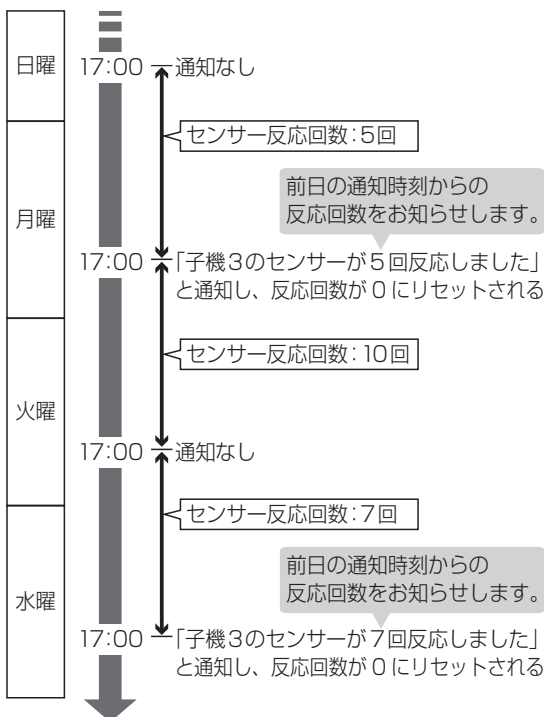 日曜
17:00 通知なし
センサー反応回数:5回
月曜
前日の通知時刻からの
反応回数をお知らせします。
17:00 「子機3のセンサーが5回反応しました」
と通知し、反応回数が0にリセットされる
センサー反応回数:10回
火曜
17:00 通知なし
センサー反応回数:7回
水曜
前日の通知時刻からの
反応回数をお知らせします。
17:00 「子機3のセンサーが7回反応しました」
と通知し、反応回数が0にリセットされる